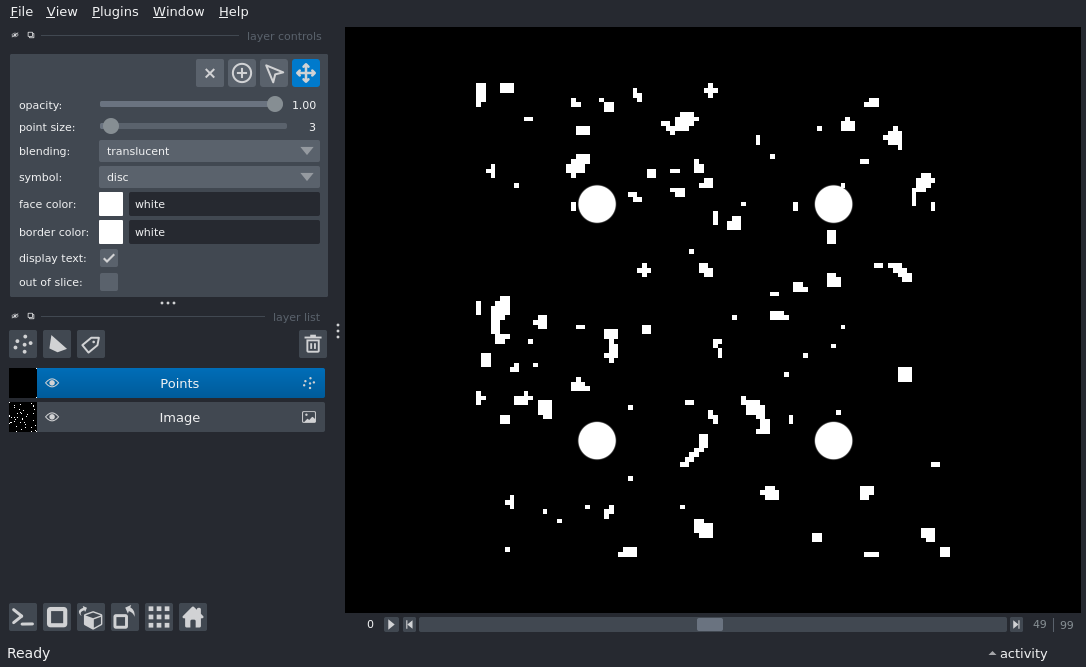 File View Plugins Window Help
layer controls
opacity: 1.00
point size: 3
blending: translucent
symbol: disc
face color: white
border color: white
display text:
out of slice:
layer list
Points
Image
0 49 99
Ready activity